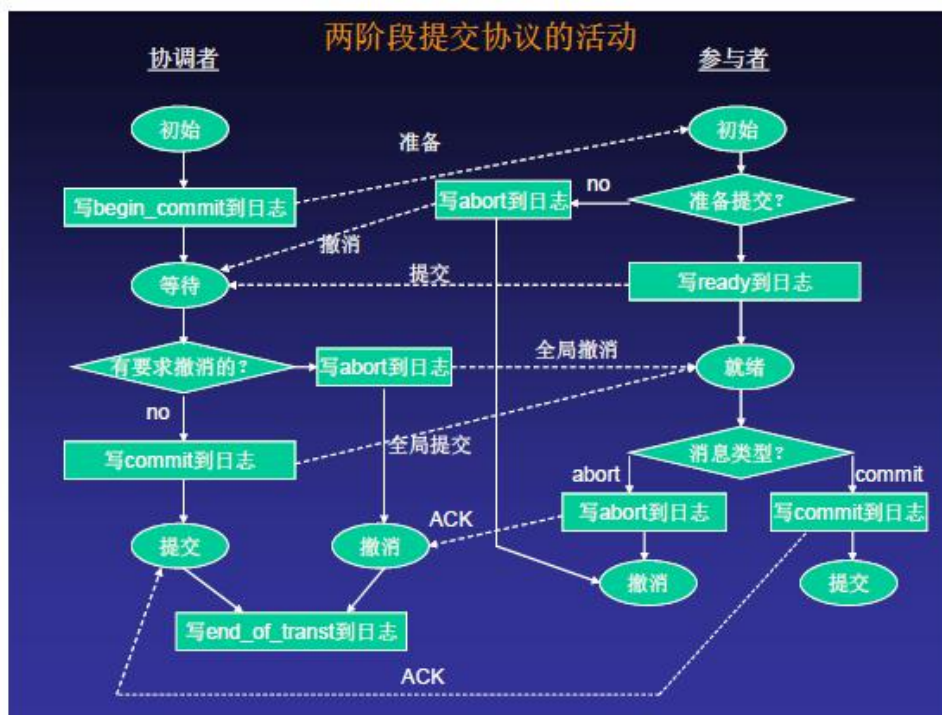 两阶段提交协议的活动
协调者
参与者
初始
初始
准备
no
写begin_commit到日志
写abort到日志
准备提交?
撤消
等待
提交
写ready到日志
有要求撤消的?
写abort到日志
全局撤消
就绪
no
写commit到日志
全局提交
消息类型?
abort
commit
ACK
写abort到日志
写commit到日志
提交
撤消
撤消
提交
写end_of_transt到日志
ACK